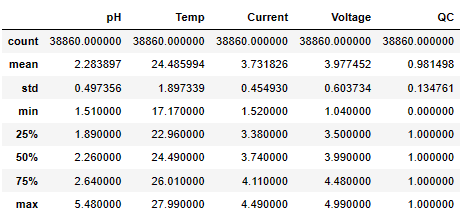 pH Temp Current Voltage QC
count 38860.000000 38860.000000 38860.000000 38860.000000 38860.000000
mean 2.283897 24.485994 3.731826 3.977452 0.981498
std 0.497356 1.897339 0.454930 0.603734 0.134761
min 1.510000 17.170000 1.520000 1.040000 0.000000
25% 1.890000 22.960000 3.380000 3.500000 1.000000
50% 2.260000 24.490000 3.740000 3.990000 1.000000
75% 2.640000 26.010000 4.110000 4.480000 1.000000
max 5.480000 27.990000 4.490000 4.990000 1.000000